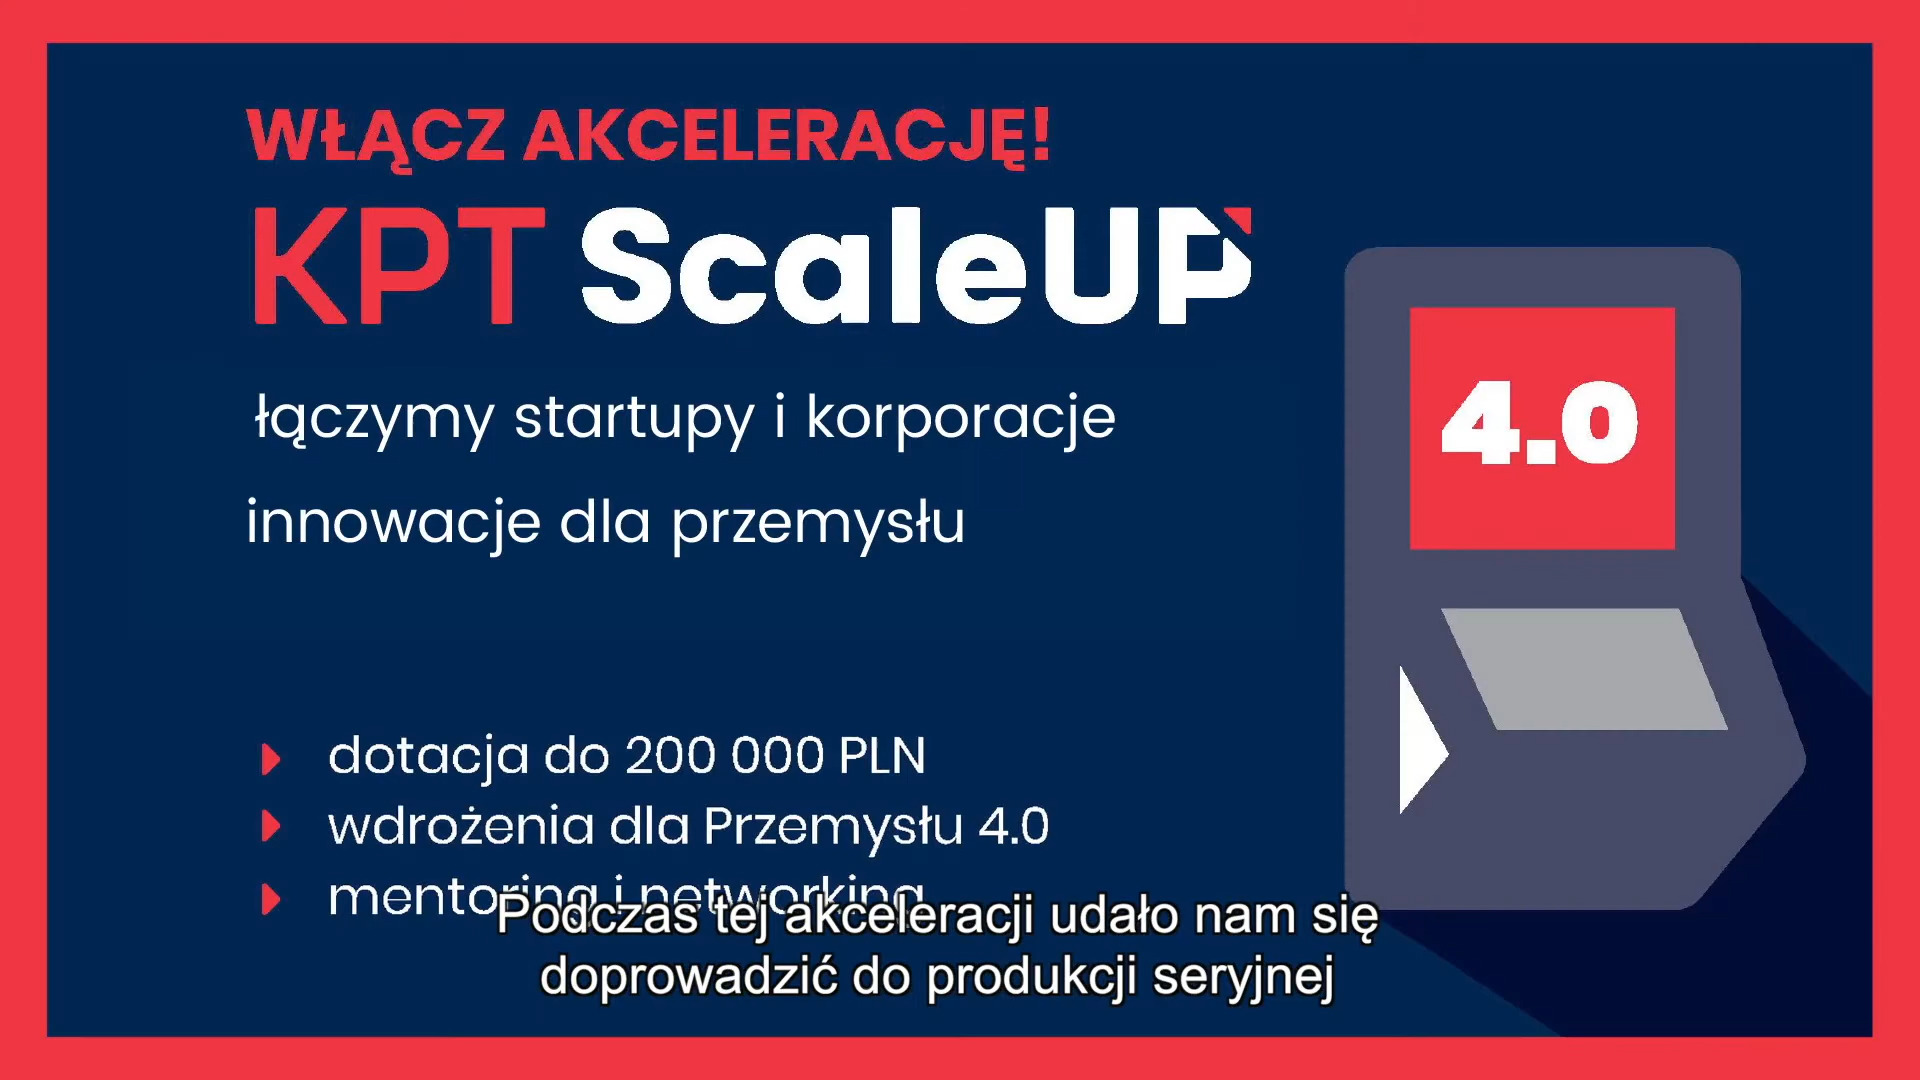 WŁĄCZ AKCELERACJĘ!
KPT ScaleUP
łączymy startupy i korporacje
innowacje dla przemysłu
4.0
dotacja do 200 000 PLN
wdrożenia dla Przemysłu 4.0
mentoring i networking
Podczas tej akceleracji udało nam się
doprowadzić do produkcji seryjnej